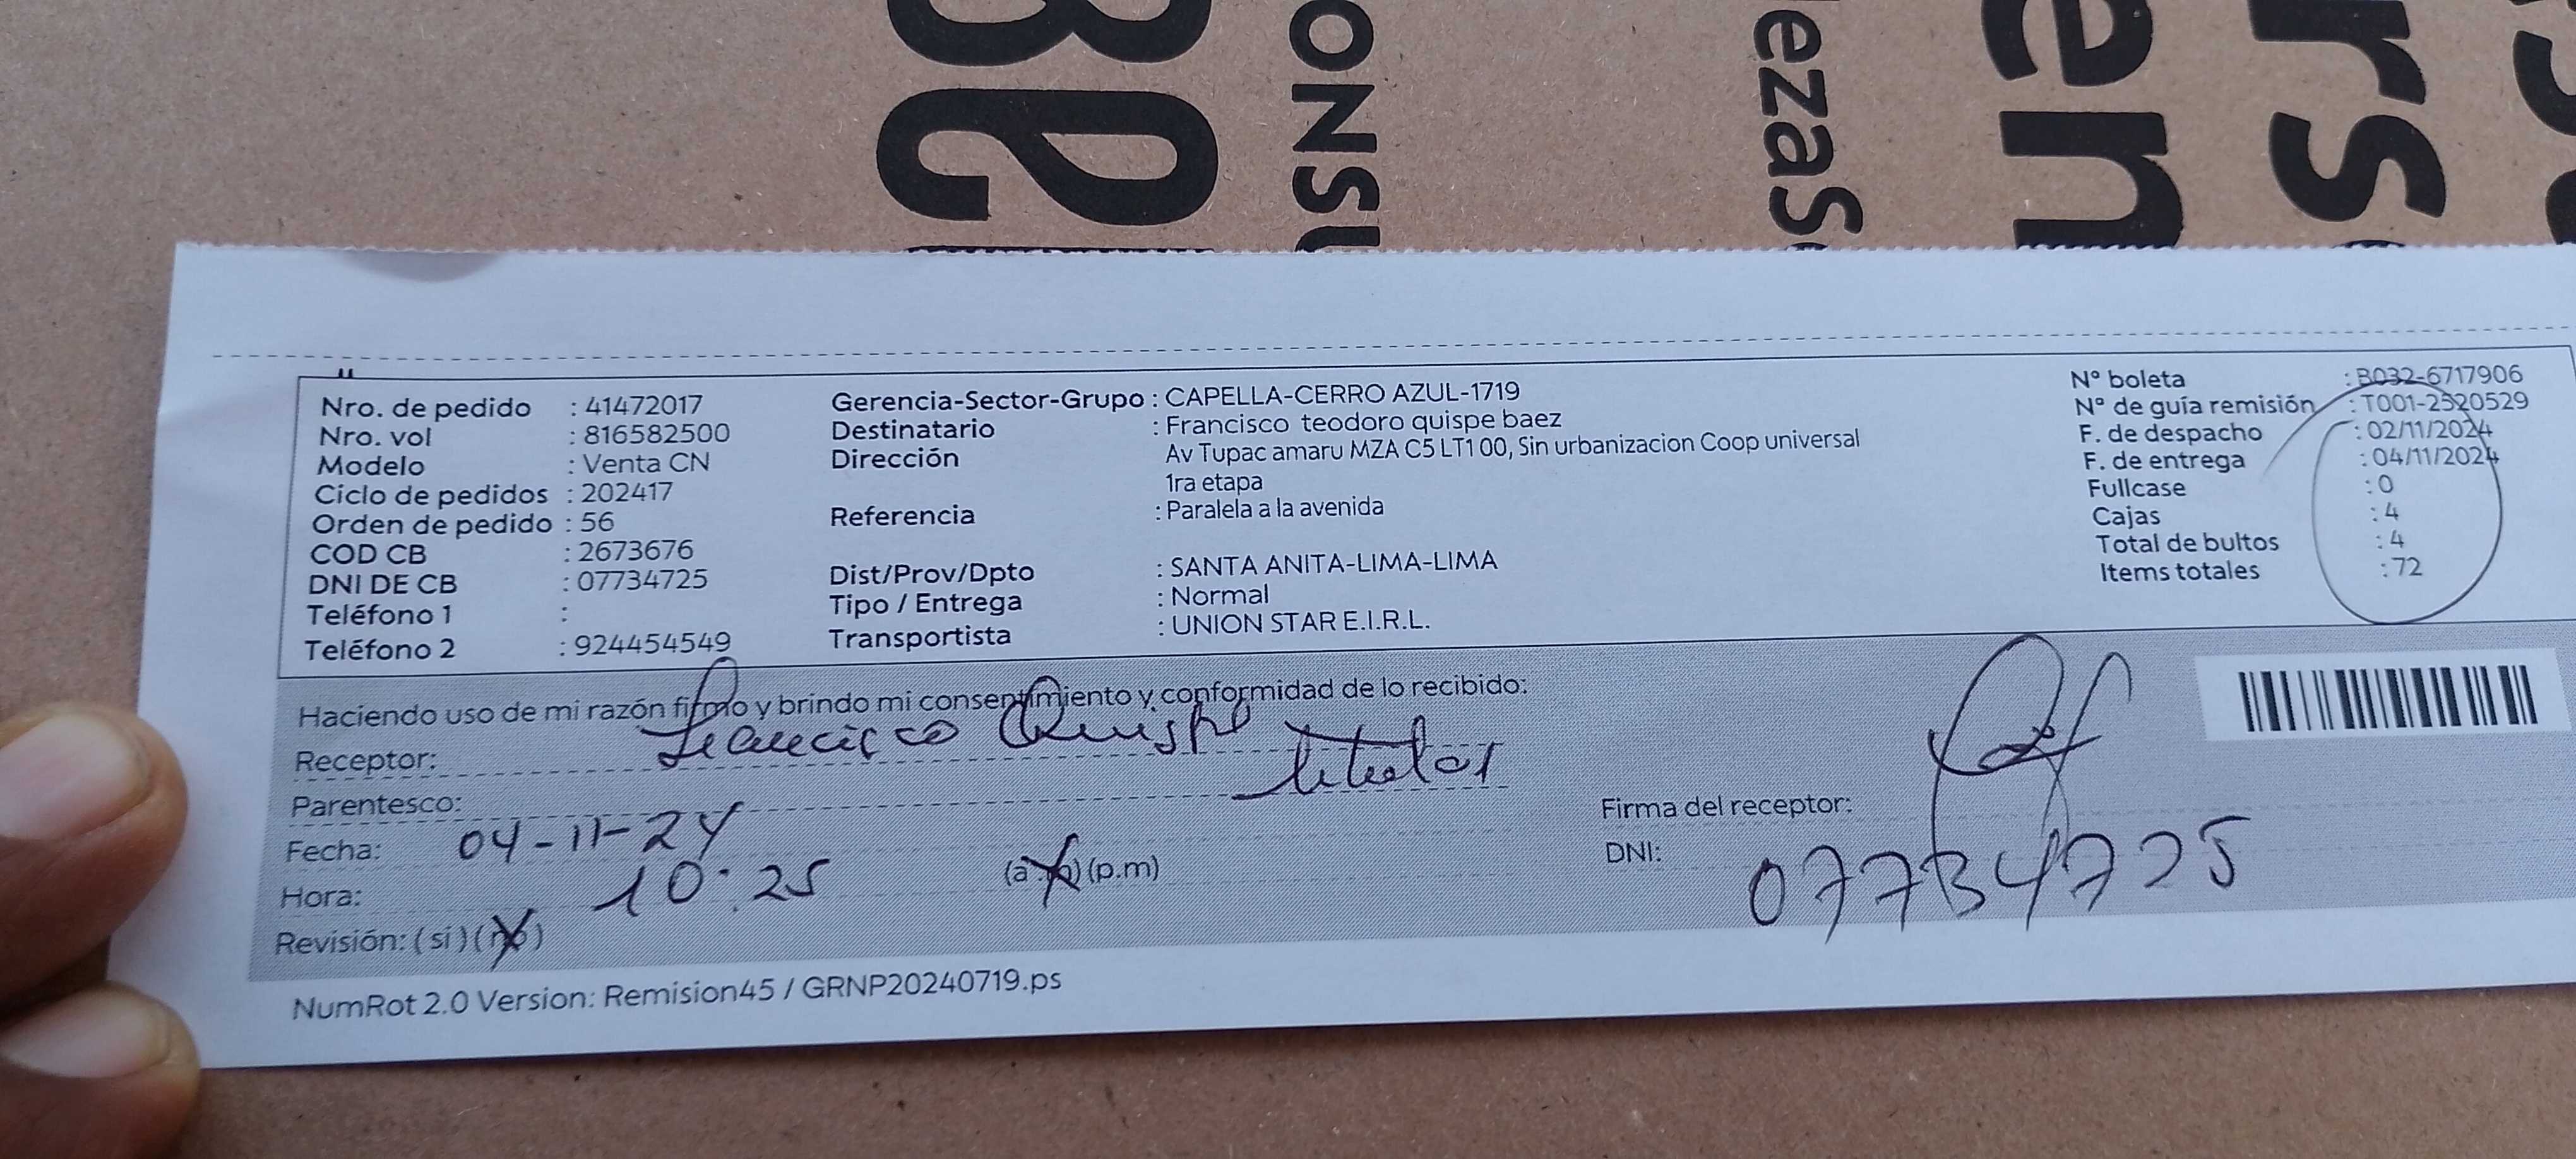 Nro. de pedido : 41472017
Nro. vol : 816582500
Modelo : Venta CN
Ciclo de pedidos : 202417
Orden de pedido : 56
COD CB : 2673676
DNI DE CB : 07734725
Teléfono 1 :
Teléfono 2 : 924454549
Gerencia-Sector-Grupo : CAPELLA-CERRO AZUL-1719
Destinatario : Francisco teodoro quispe baez
Dirección Av Tupac amaru MZA C5 LT1 00, Sin urbanizacion Coop universal
1ra etapa
Referencia : Paralela a la avenida
Dist/Prov/Dpto : SANTA ANITA-LIMA-LIMA
Tipo / Entrega : Normal
Transportista : UNION STAR E.I.R.L.
N° boleta : B032-6717906
N° de guía remisión : T001-2520529
F. de despacho : 02/11/2024
F. de entrega : 04/11/2024
Fullcase : 0
Cajas : 4
Total de bultos : 4
Items totales : 72
Haciendo uso de mi razón firmo y brindo mi consentimiento y conformidad de lo recibido:
Receptor: Francisco Quispe
Parentesco: titular
Fecha: 04-11-24
Hora: 10:25 (a.m) (p.m)
Revisión: (si) (no)
Firma del receptor:
DNI: 07734725
NumRot 2.0 Version: Remision45 / GRNP20240719.ps